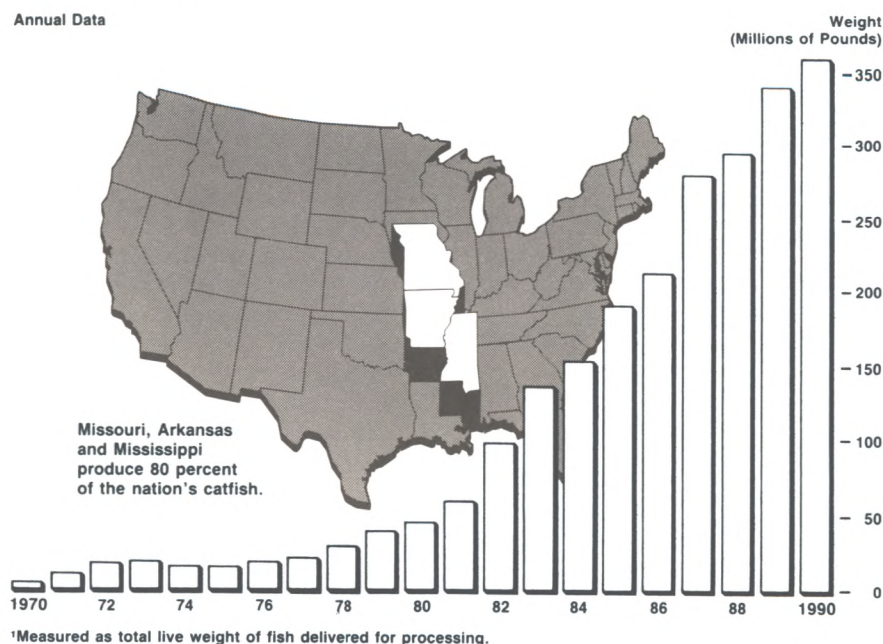 Annual Data
Weight
(Millions of Pounds)
350
300
250
200
150
100
50
0
Missouri, Arkansas
and Mississippi
produce 80 percent
of the nation's catfish.
1970 72 74 76 78 80 82 84 86 88 1990
¹Measured as total live weight of fish delivered for processing.